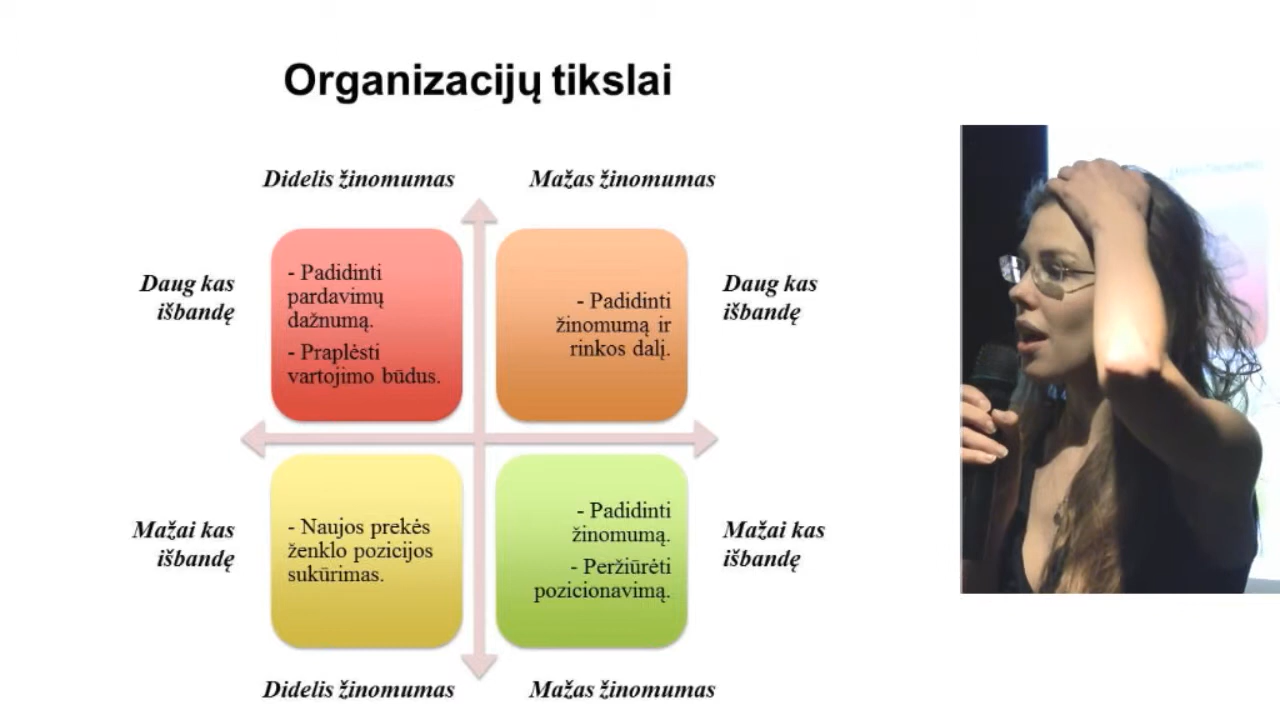 Organizacijų tikslai
Didelis žinomumas
Mažas žinomumas
Daug kas
išbandę
- Padidinti
pardavimų
dažnumą.
- Praplėsti
vartojimo būdus.
- Padidinti
žinomumą ir
rinkos dalį.
Daug kas
išbandę
Mažai kas
išbandę
- Naujos prekės
ženklo pozicijos
sukūrimas.
- Padidinti
žinomumą.
- Peržiūrėti
pozicionavimą.
Mažai kas
išbandę
Didelis žinomumas
Mažas žinomumas